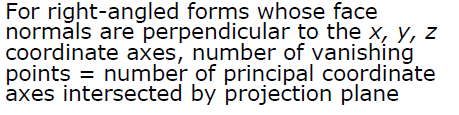 For right-angled forms whose face
normals are perpendicular to the x, y, z
coordinate axes, number of vanishing
points = number of principal coordinate
axes intersected by projection plane